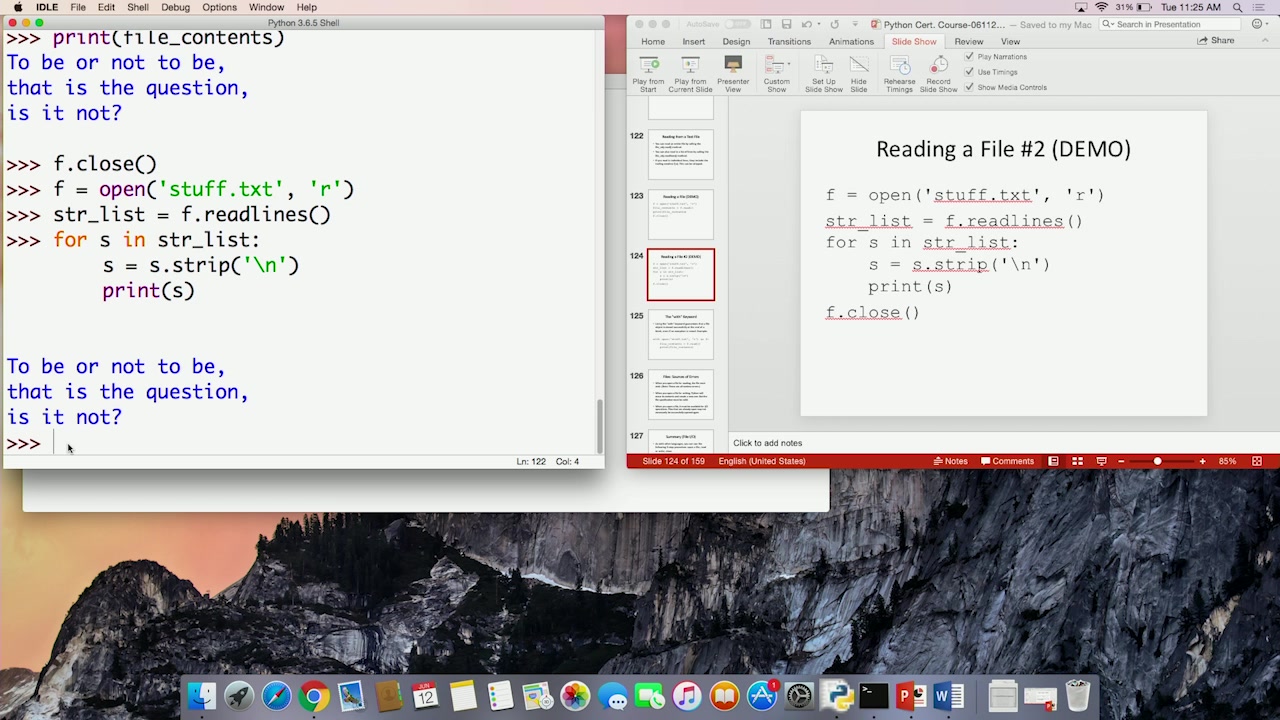 IDLE File Edit Shell Debug Options Window Help
31% Tue 11:25 AM
Python 3.6.5 Shell
>>> print(file_contents)
To be or not to be,
that is the question,
is it not?
>>> f.close()
>>> f = open('stuff.txt', 'r')
>>> str_list = f.readlines()
>>> for s in str_list:
s = s.strip('\n')
print(s)
To be or not to be,
that is the question,
is it not?
>>>
Ln: 122 Col: 4
AutoSave
Python Cert. Course-06112... — Saved to my Mac
Search in Presentation
Home Insert Design Transitions Animations Slide Show Review View
Share
Play from Start
Play from Current Slide
Presenter View
Custom Show
Set Up Slide Show
Hide Slide
Rehearse Timings
Record Slide Show
Play Narrations
Use Timings
Show Media Controls
122
Reading from a Text File
123
Reading a File (DEMO)
124
Reading a File #2 (DEMO)
125
The "with" Keyword
126
Files: Sources of Errors
127
Summary (File I/O)
Reading a File #2 (DEMO)
f = open('stuff.txt', 'r')
str_list = f.readlines()
for s in str_list:
s = s.strip('\n')
print(s)
f.close()
Click to add notes
Slide 124 of 159 English (United States)
Notes Comments
85%
JUN
12
1